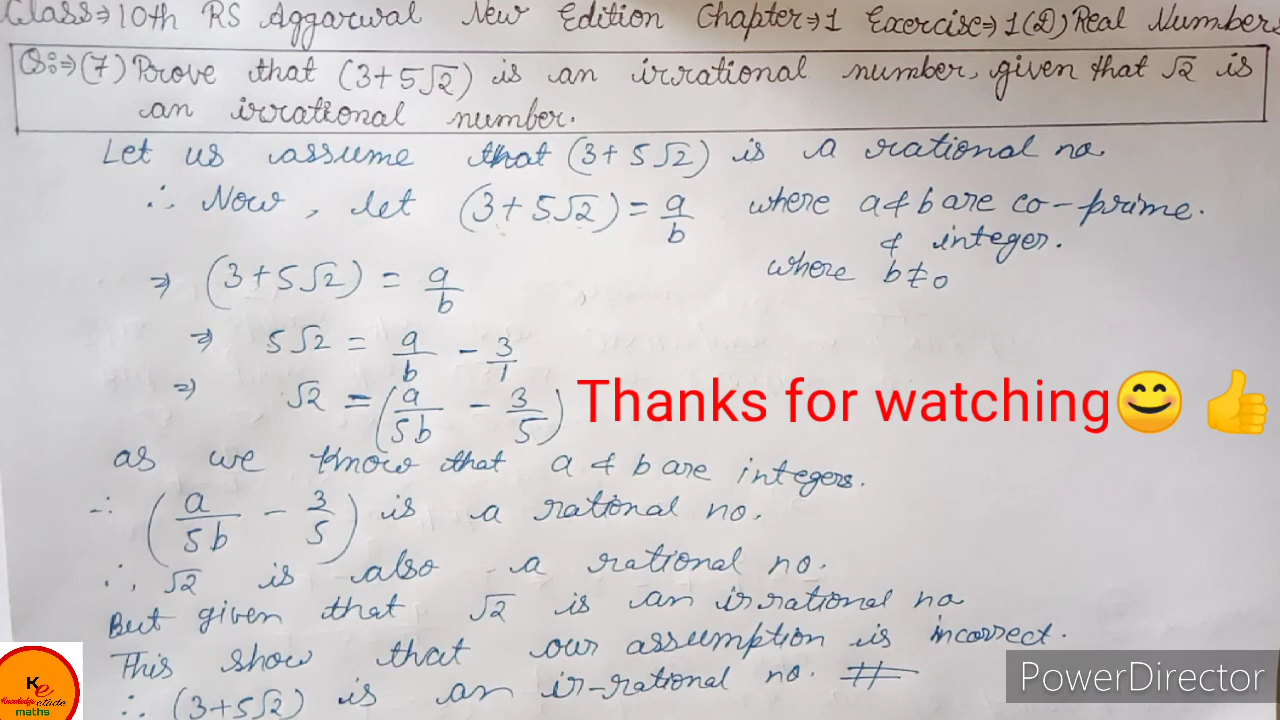 Class⇒10th RS Aggarwal New Edition Chapter⇒1 Exercise⇒1(D) Real Numbers
Q:⇒(7) Prove that (3+5√2) is an irrational number, given that √2 is
an irrational number.
Let us assume that (3+5√2) is a rational no.
∴ Now, let (3+5√2) = a/b where a & b are co-prime.
& integer.
where b≠0
⇒ (3+5√2) = a/b
⇒ 5√2 = a/b - 3/1
⇒ √2 = (a/5b - 3/5)
Thanks for watching😊 👍
as we know that a & b are integers.
∴ (a/5b - 3/5) is a rational no.
∴ √2 is also a rational no.
But given that √2 is an irrational no
This show that our assumption is incorrect.
∴ (3+5√2) is an ir-rational no. #
PowerDirector
Ke
Knowledge etude
maths